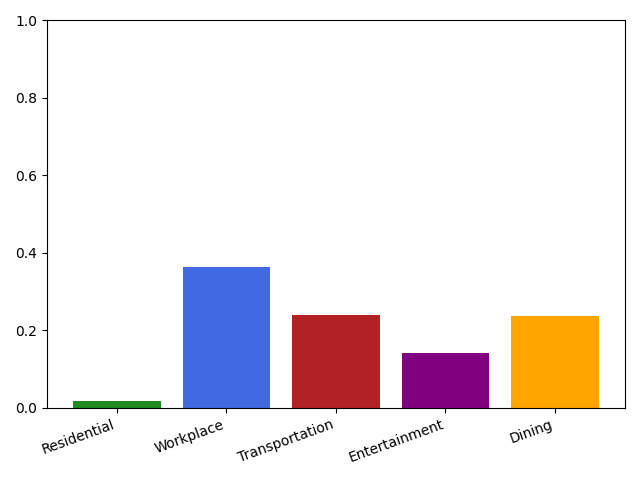 1.0
0.8
0.6
0.4
0.2
0.0
Residential
Workplace
Transportation
Entertainment
Dining